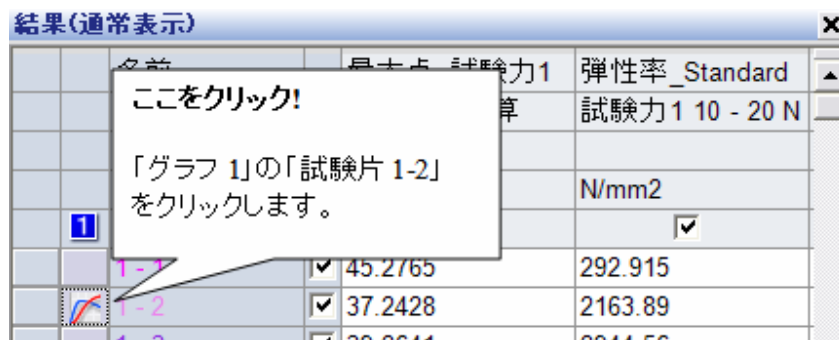 結果(通常表示)
名前 最大点_試験力1 弾性率_Standard
算 試験力1 10 - 20 N
ここをクリック!
「グラフ 1」の「試験片 1-2」
をクリックします。
N/mm2
1
1 - 1 45.2765 292.915
1 - 2 37.2428 2163.89